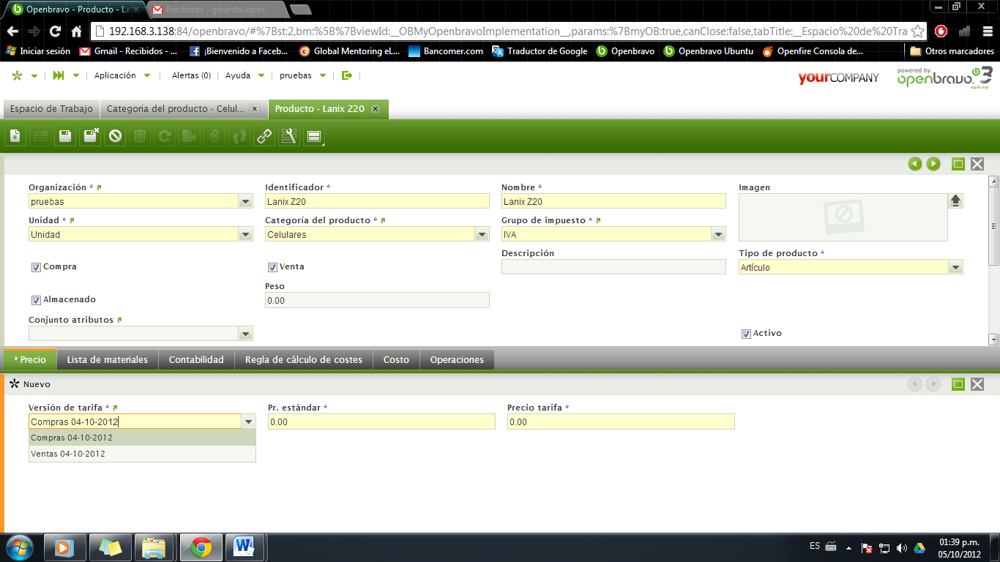 Openbravo - Producto - La
Recibidos - gerardo.lopez
192.168.3.138:84/openbravo/#%7Bst:2,bm:%5B%7BviewId:__OBMyOpenbravoImplementation__,params:%7BmyOB:true,canClose:false,tabTitle:__Espacio%20de%20Tra
Iniciar sesión Gmail - Recibidos - ... ¡Bienvenido a Faceb... Global Mentoring eL... Bancomer.com Traductor de Google Openbravo Openbravo Ubuntu Openfire Consola de... Otros marcadores
Aplicación Alertas (0) Ayuda pruebas
yourCOMPANY
powered by
openbravo 3
agile erp
Espacio de Trabajo Categoria del producto - Celul... Producto - Lanix Z20
Organización * Identificador * Nombre * Imagen
pruebas Lanix Z20 Lanix Z20
Unidad * Categoría del producto * Grupo de impuesto *
Unidad Celulares IVA
Descripción Tipo de producto *
Compra Venta Artículo
Peso
Almacenado 0.00
Conjunto atributos
Activo
* Precio Lista de materiales Contabilidad Regla de cálculo de costes Costo Operaciones
Nuevo
Versión de tarifa * Pr. estándar * Precio tarifa *
Compras 04-10-2012 0.00 0.00
Compras 04-10-2012
Ventas 04-10-2012
ES
01:39 p.m.
05/10/2012